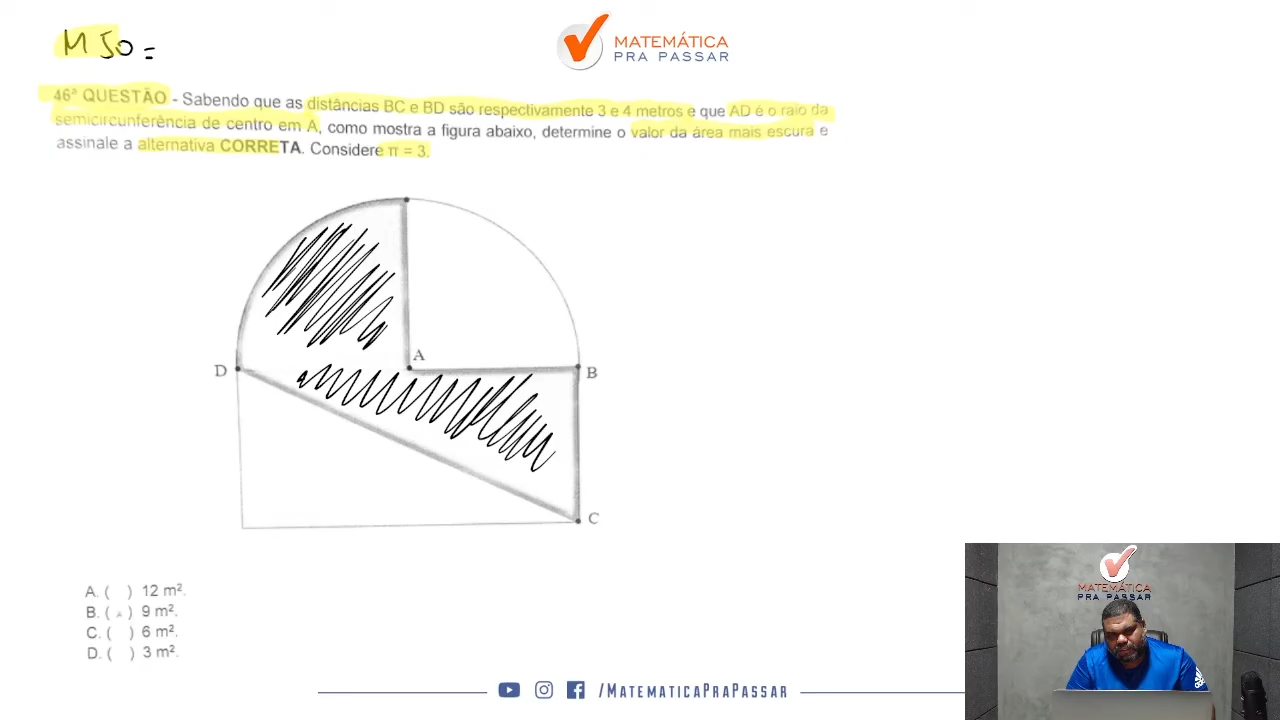 M 50 =
MATEMÁTICA
PRA PASSAR
46ª QUESTÃO - Sabendo que as distâncias BC e BD são respectivamente 3 e 4 metros e que AD é o raio da
semicircunferência de centro em A, como mostra a figura abaixo, determine o valor da área mais escura e
assinale a alternativa CORRETA. Considere π = 3.
A
D
B
C
A. ( ) 12 m².
B. ( ) 9 m².
C. ( ) 6 m².
D. ( ) 3 m².
MATEMÁTICA
PRA PASSAR
/MATEMATICAPRAPASSAR